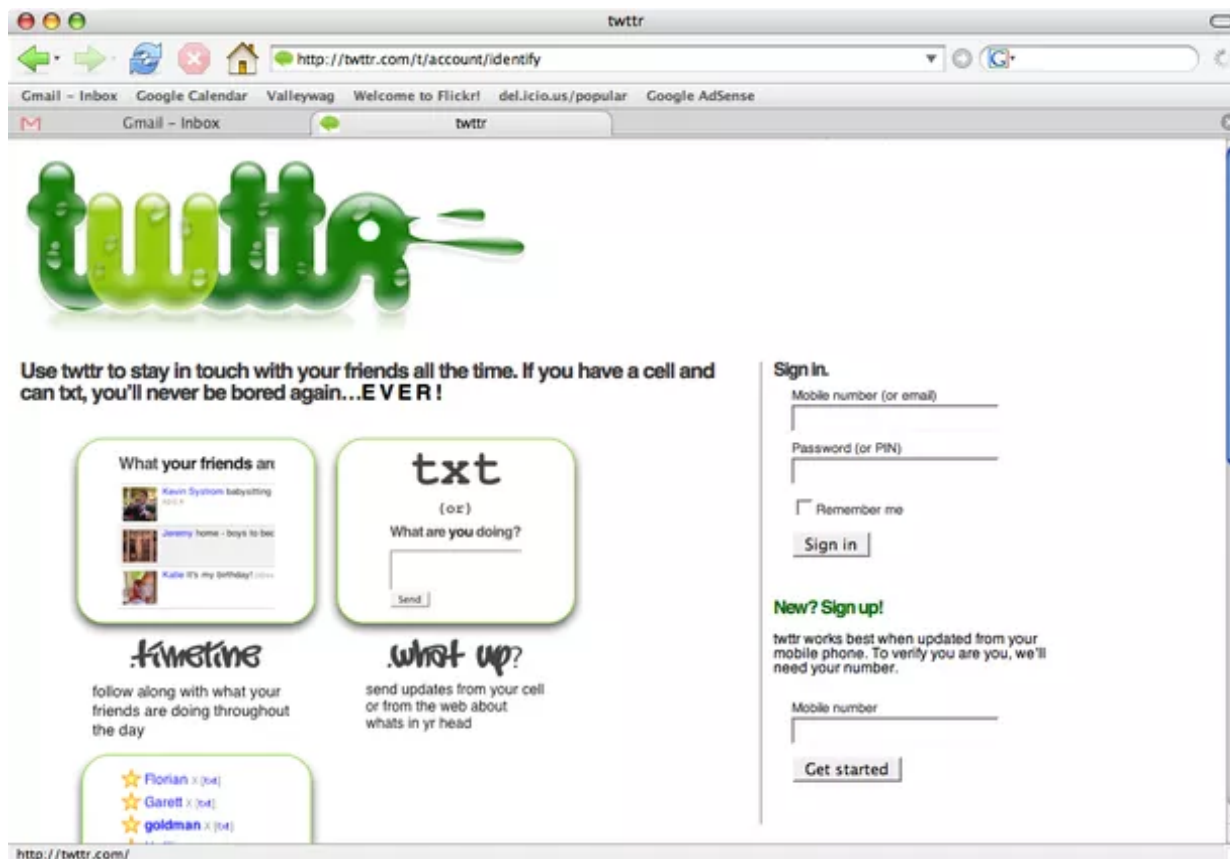 twttr
http://twttr.com/t/account/identify
G
Gmail – Inbox Google Calendar Valleywag Welcome to Flickr! del.icio.us/popular Google AdSense
Gmail – Inbox twttr
twttr
Use twttr to stay in touch with your friends all the time. If you have a cell and
can txt, you'll never be bored again...E V E R !
What your friends are
Kevin Systrom babysitting
Jeremy home - boys to bed
Katie it's my birthday!
.timeline
follow along with what your
friends are doing throughout
the day
txt
(or)
What are you doing?
Send
.what up?
send updates from your cell
or from the web about
whats in yr head
Florian x [txt]
Garett x [txt]
goldman x [txt]
Sign in.
Mobile number (or email)
Password (or PIN)
Remember me
Sign in
New? Sign up!
twttr works best when updated from your
mobile phone. To verify you are you, we'll
need your number.
Mobile number
Get started
http://twttr.com/